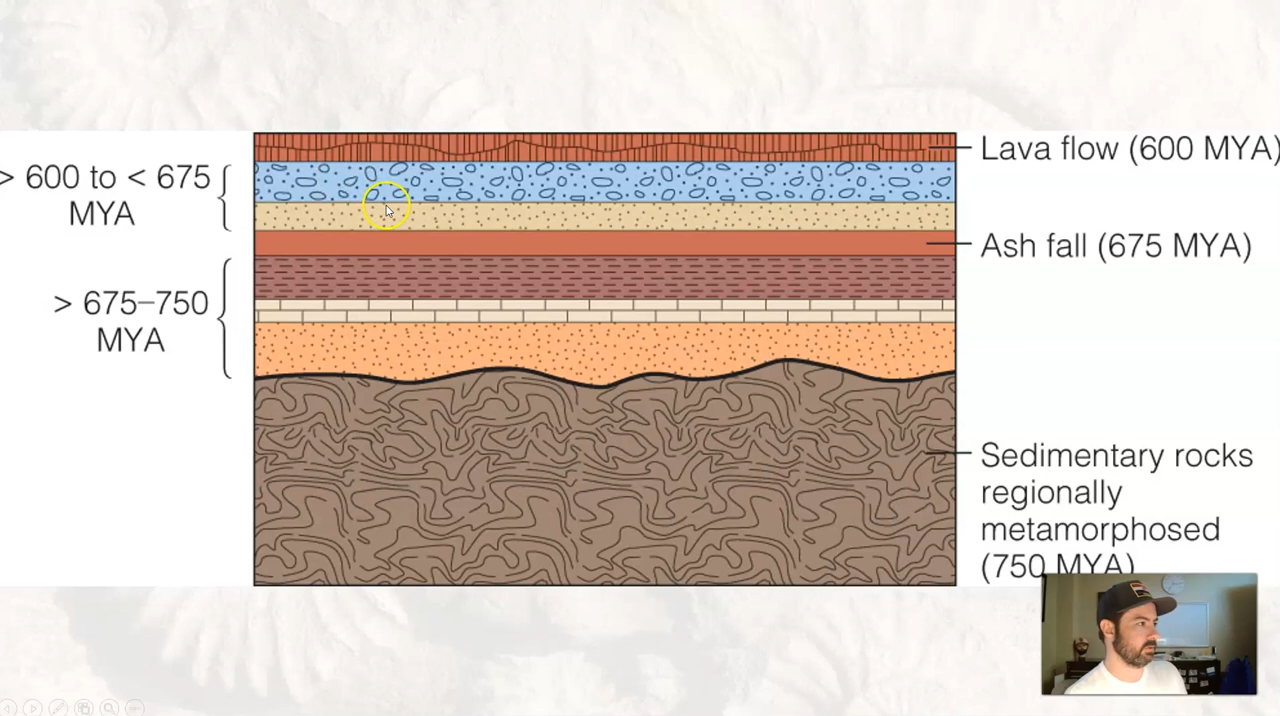 > 600 to < 675
MYA
> 675–750
MYA
Lava flow (600 MYA)
Ash fall (675 MYA)
Sedimentary rocks
regionally
metamorphosed
(750 MYA)